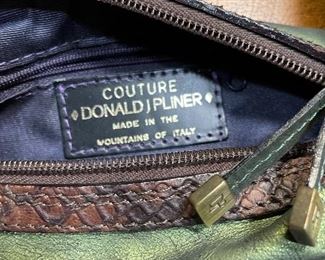 COUTURE
DONALD J PLINER
MADE IN THE
MOUNTAINS OF ITALY